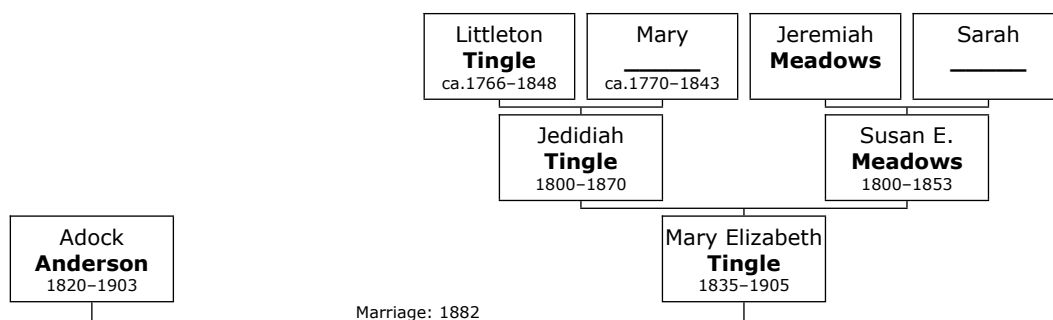 Littleton
Tingle
ca.1766–1848
Mary
______
ca.1770–1843
Jeremiah
Meadows
Sarah
______
Jedidiah
Tingle
1800–1870
Susan E.
Meadows
1800–1853
Adock
Anderson
1820–1903
Mary Elizabeth
Tingle
1835–1905
Marriage: 1882